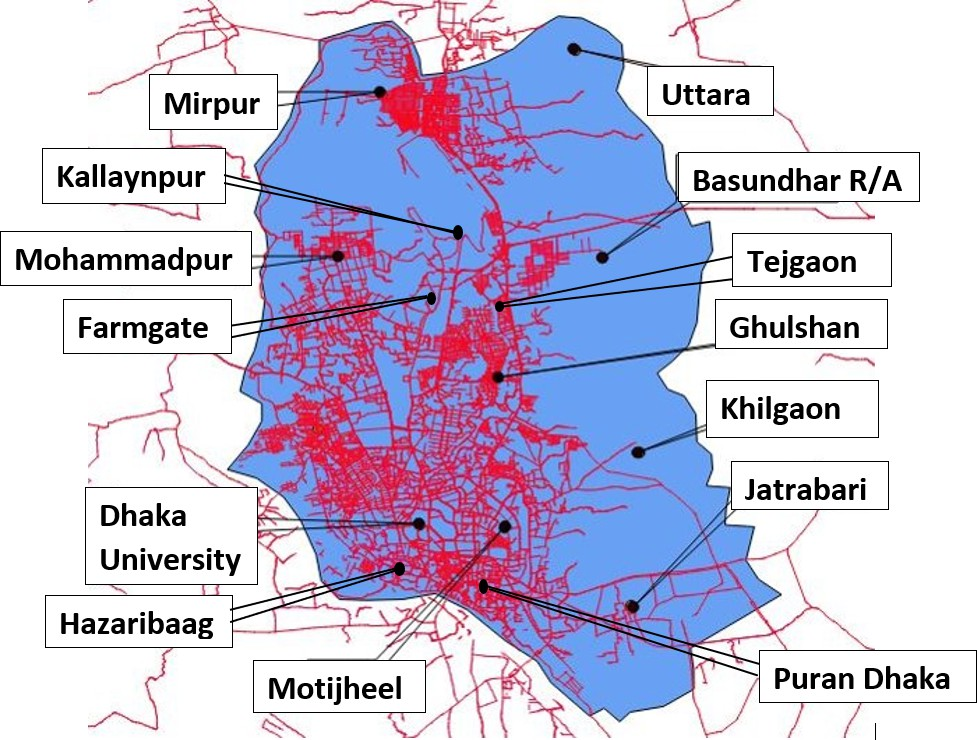 Uttara
Mirpur
Kallaynpur
Basundhar R/A
Mohammadpur
Tejgaon
Farmgate
Ghulshan
Khilgaon
Jatrabari
Dhaka
University
Hazaribaag
Motijheel
Puran Dhaka